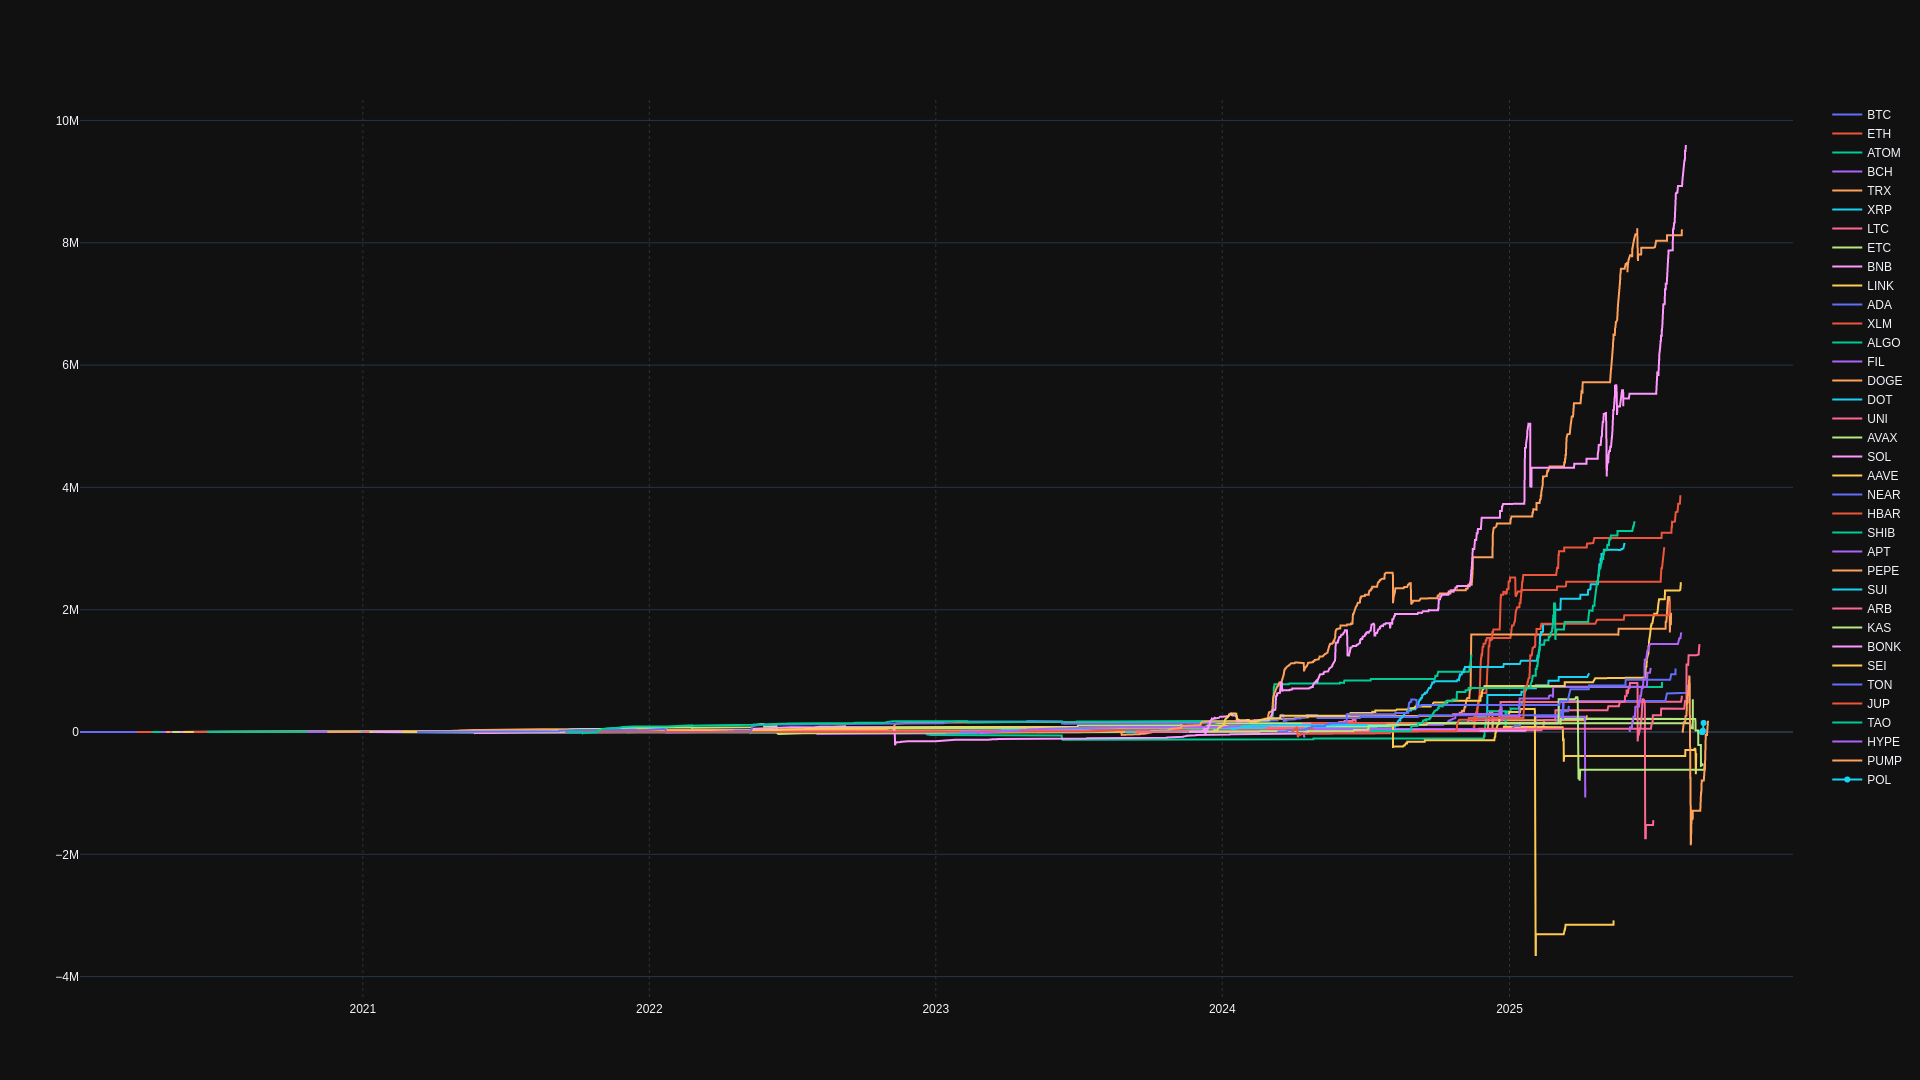 10M
8M
6M
4M
2M
0
−2M
−4M
2021
2022
2023
2024
2025
BTC
ETH
ATOM
BCH
TRX
XRP
LTC
ETC
BNB
LINK
ADA
XLM
ALGO
FIL
DOGE
DOT
UNI
AVAX
SOL
AAVE
NEAR
HBAR
SHIB
APT
PEPE
SUI
ARB
KAS
BONK
SEI
TON
JUP
TAO
HYPE
PUMP
POL